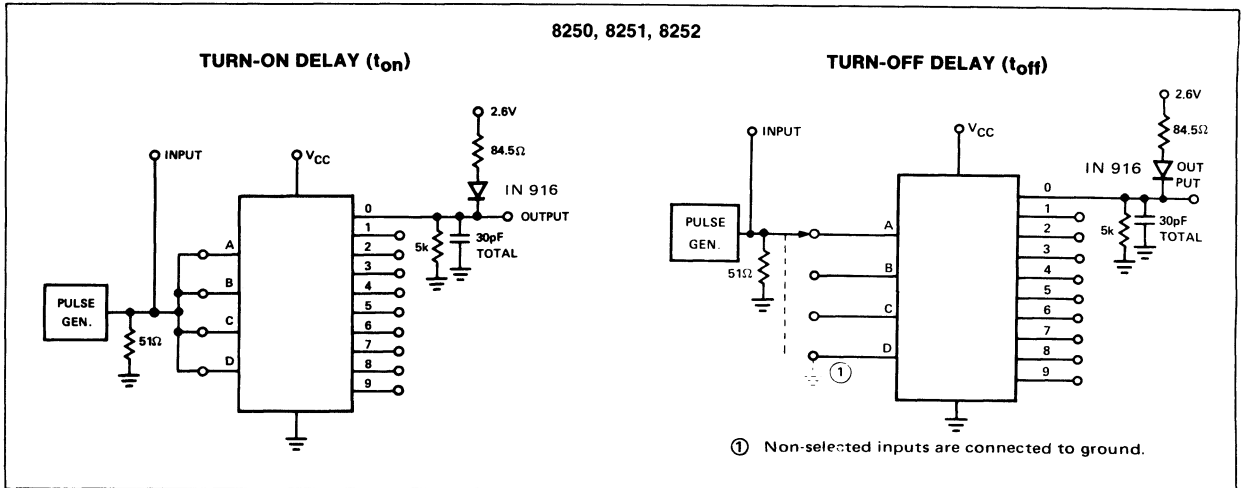 8250, 8251, 8252
TURN-ON DELAY (ton)
INPUT
VCC
2.6V
84.5Ω
IN 916
OUTPUT
5k
30pF
TOTAL
0
1
2
3
4
5
6
7
8
9
A
B
C
D
PULSE
GEN.
51Ω
TURN-OFF DELAY (toff)
INPUT
VCC
2.6V
84.5Ω
IN 916
OUT
PUT
5k
30pF
TOTAL
0
1
2
3
4
5
6
7
8
9
A
B
C
D
PULSE
GEN.
51Ω
①
① Non-selected inputs are connected to ground.